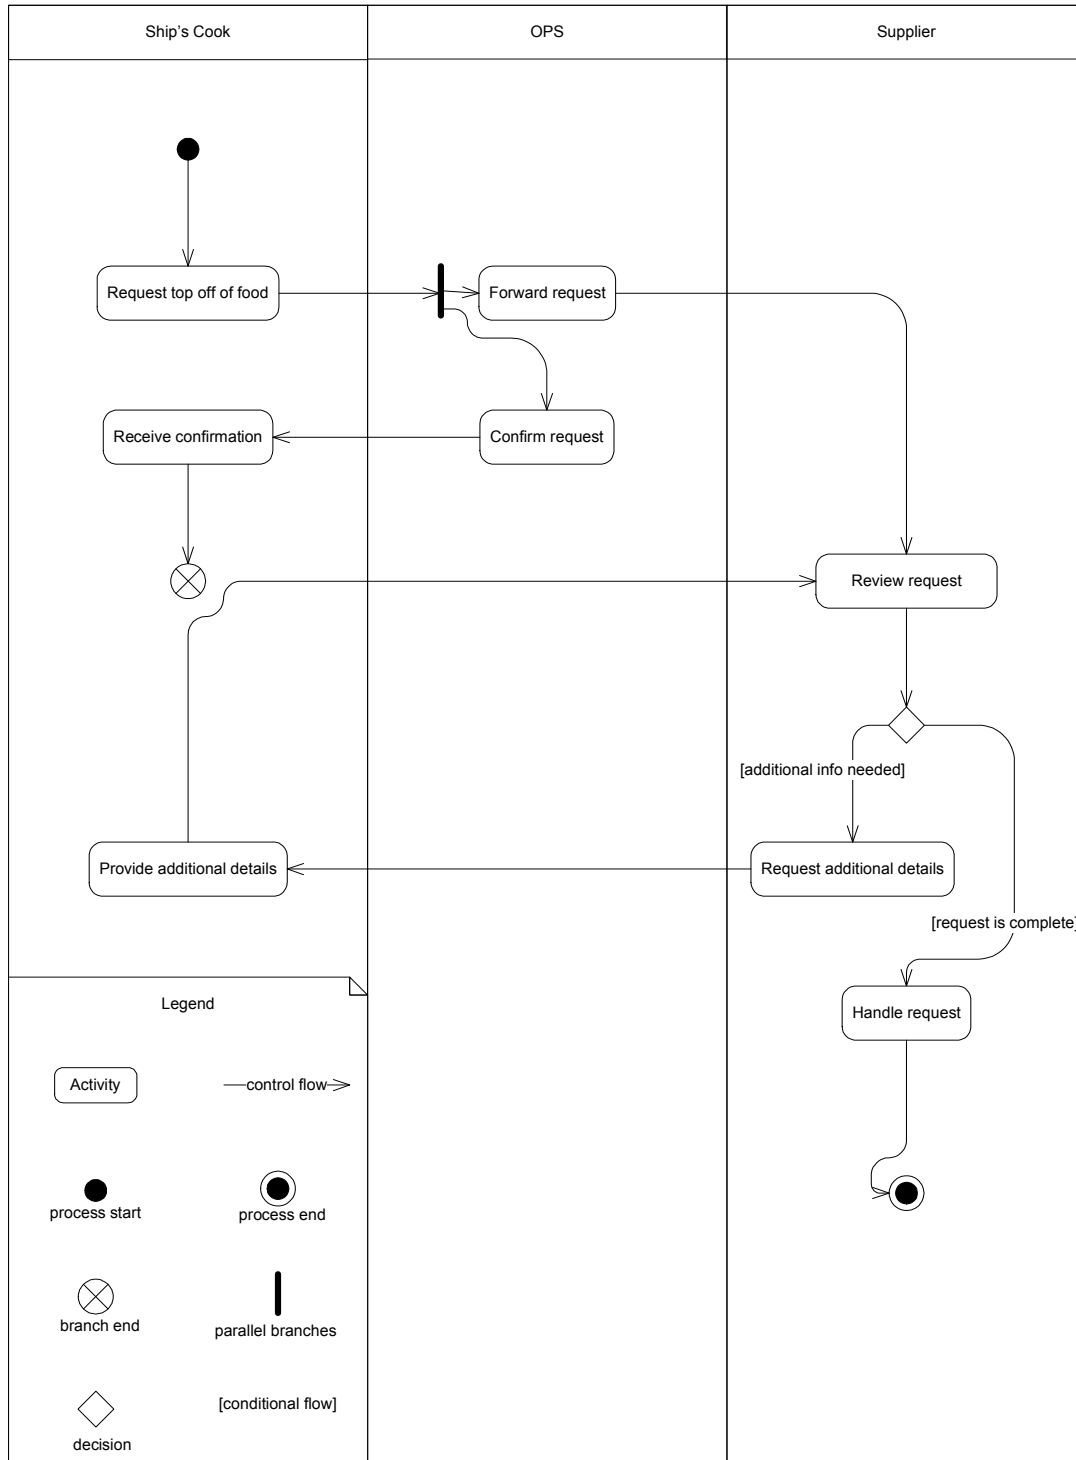 Ship's Cook
OPS
Supplier
Request top off of food
Forward request
Receive confirmation
Confirm request
Review request
[additional info needed]
Provide additional details
Request additional details
[request is complete]
Handle request
Legend
Activity
control flow
process start
process end
branch end
parallel branches
[conditional flow]
decision